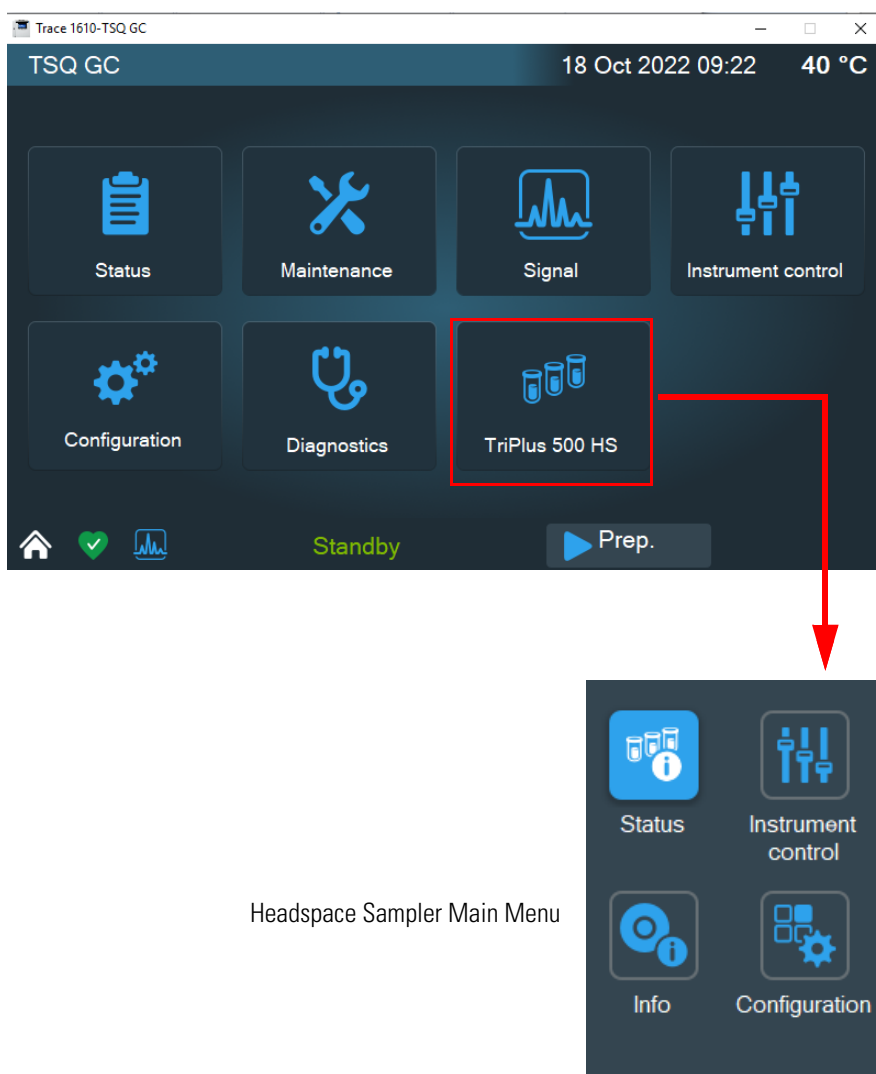 Trace 1610-TSQ GC
TSQ GC
18 Oct 2022 09:22
40 °C
Status
Maintenance
Signal
Instrument control
Configuration
Diagnostics
TriPlus 500 HS
Standby
Prep.
Status
Instrument
control
Headspace Sampler Main Menu
Info
Configuration